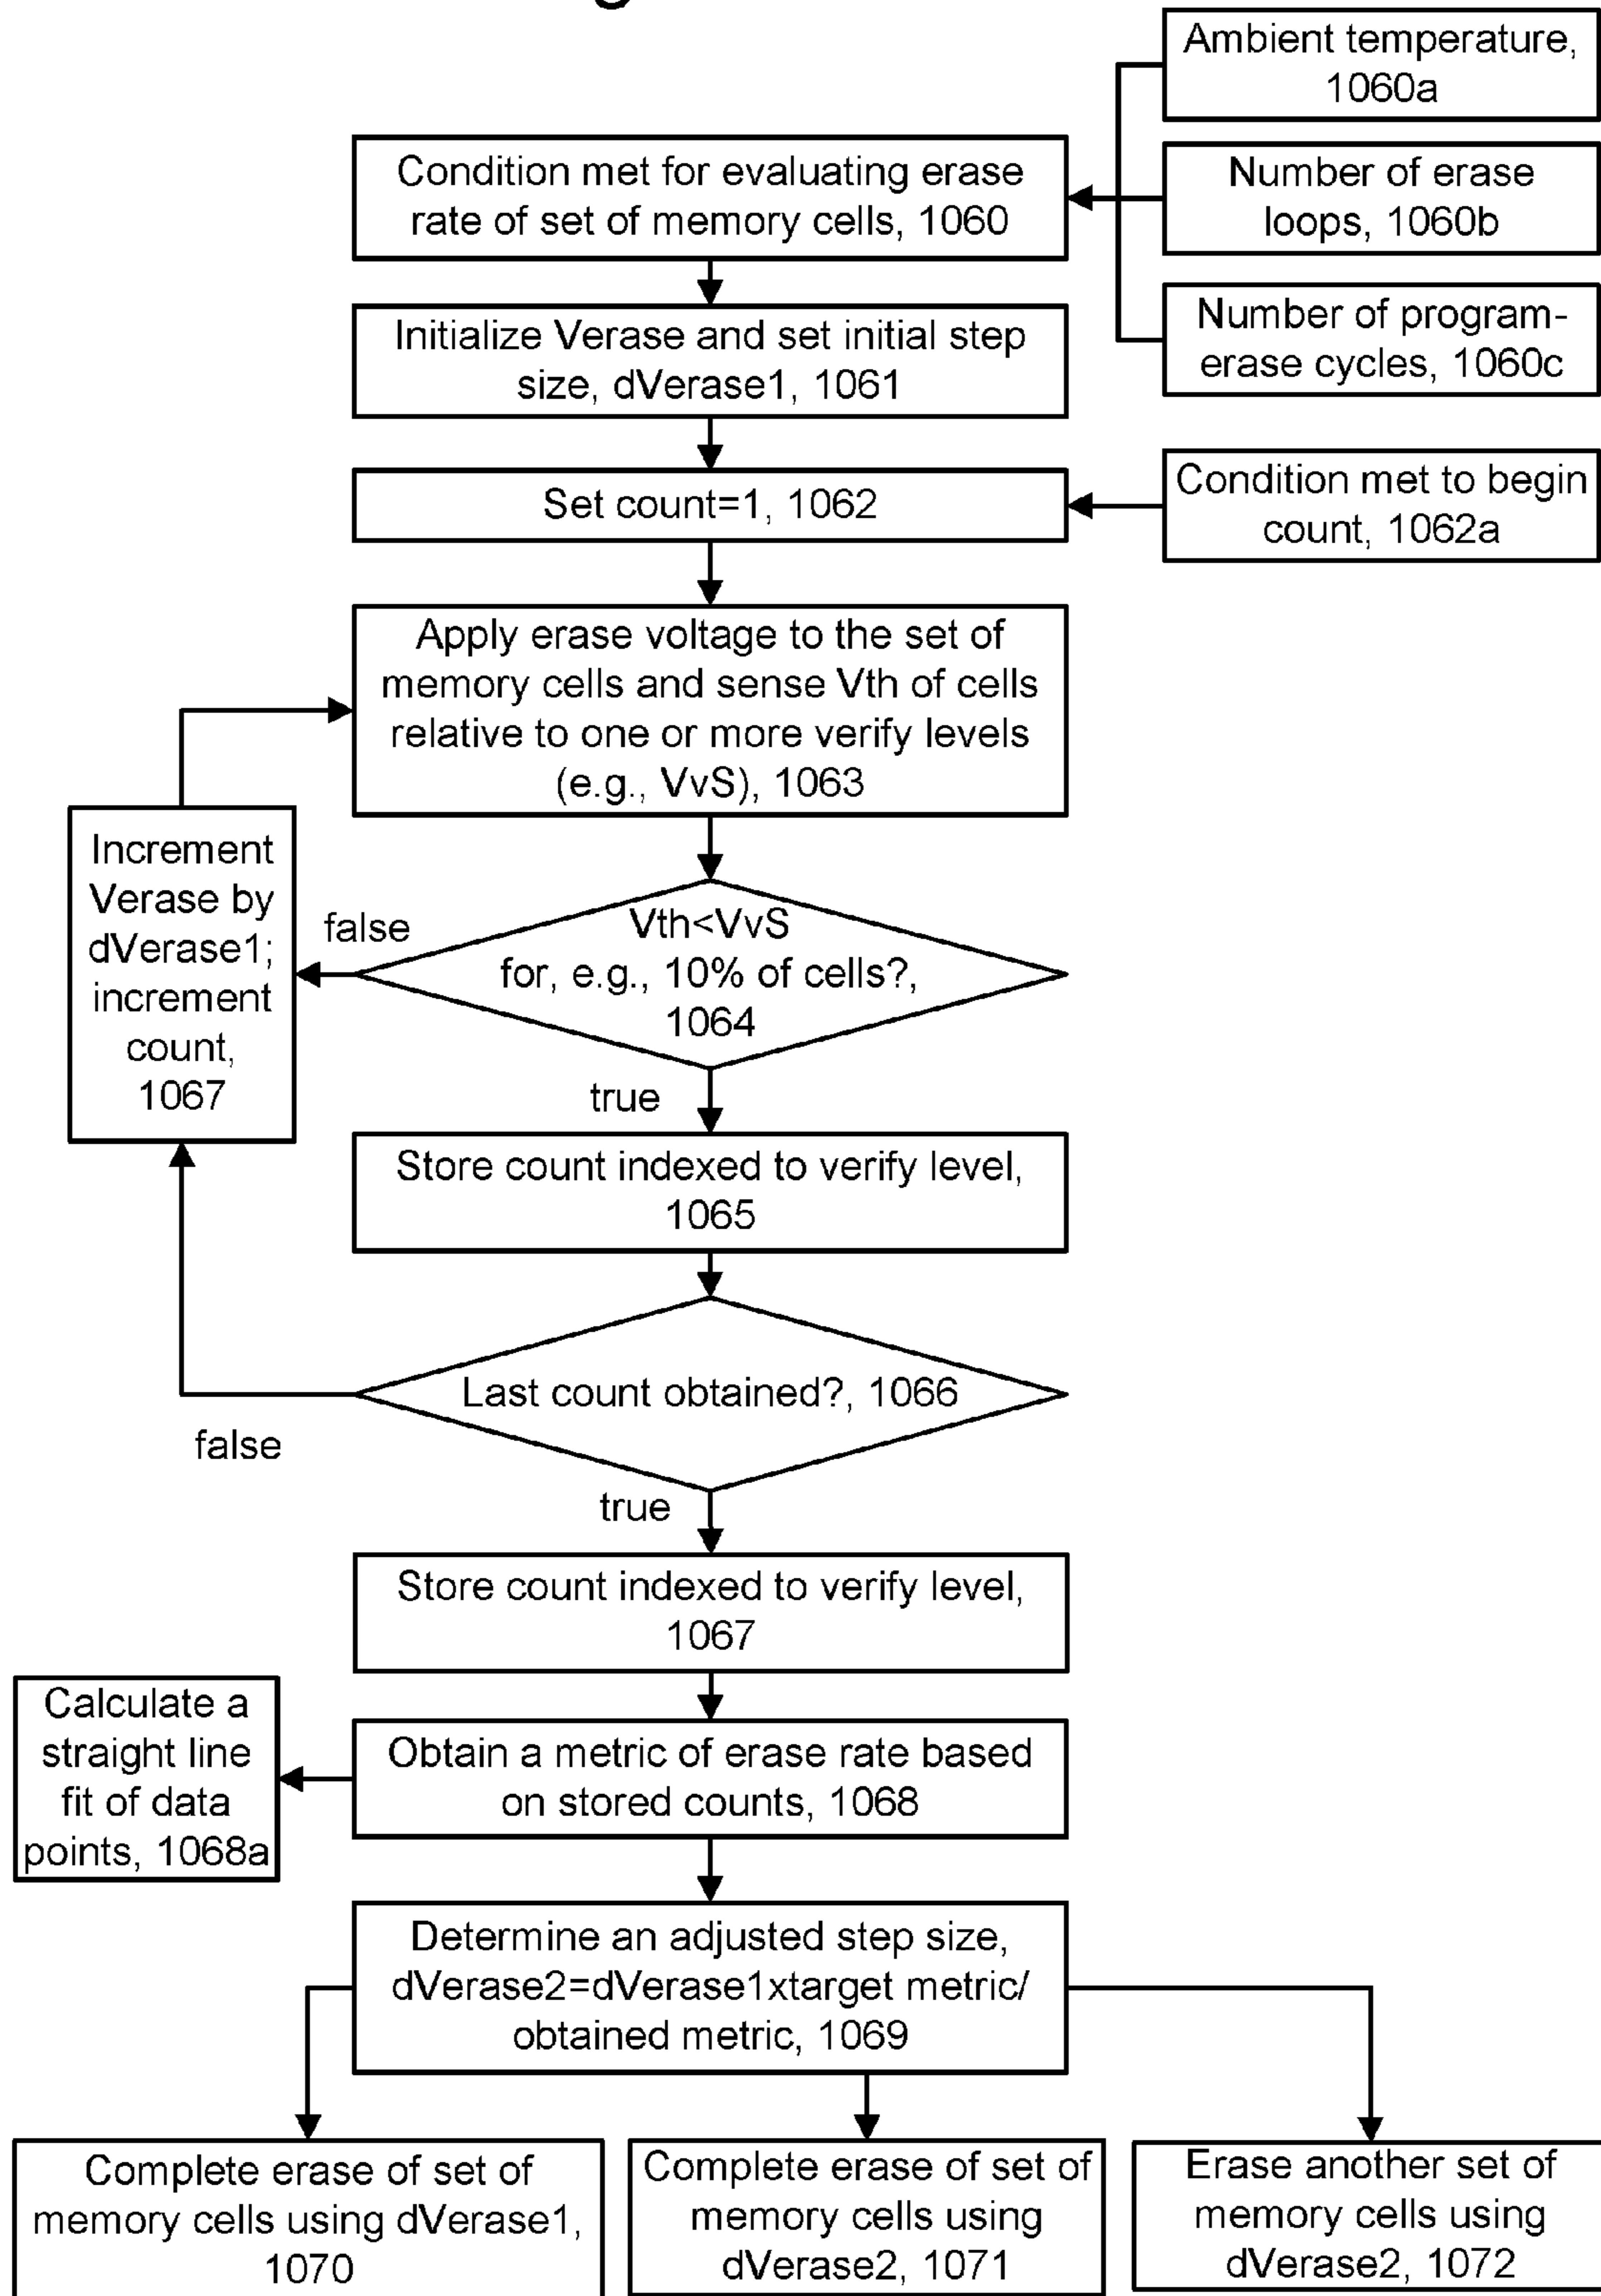 Ambient temperature,
1060a
Condition met for evaluating erase
rate of set of memory cells, 1060
Number of erase
loops, 1060b
Initialize Verase and set initial step
size, dVerase1, 1061
Number of program-
erase cycles, 1060c
Set count=1, 1062
Condition met to begin
count, 1062a
Apply erase voltage to the set of
memory cells and sense Vth of cells
relative to one or more verify levels
(e.g., VvS), 1063
Increment
Verase by
dVerase1;
increment
count,
1067
false
Vth<VvS
for, e.g., 10% of cells?,
1064
true
Store count indexed to verify level,
1065
Last count obtained?, 1066
false
true
Store count indexed to verify level,
1067
Calculate a
straight line
fit of data
points, 1068a
Obtain a metric of erase rate based
on stored counts, 1068
Determine an adjusted step size,
dVerase2=dVerase1xtarget metric/
obtained metric, 1069
Complete erase of set of
memory cells using dVerase1,
1070
Complete erase of set of
memory cells using
dVerase2, 1071
Erase another set of
memory cells using
dVerase2, 1072